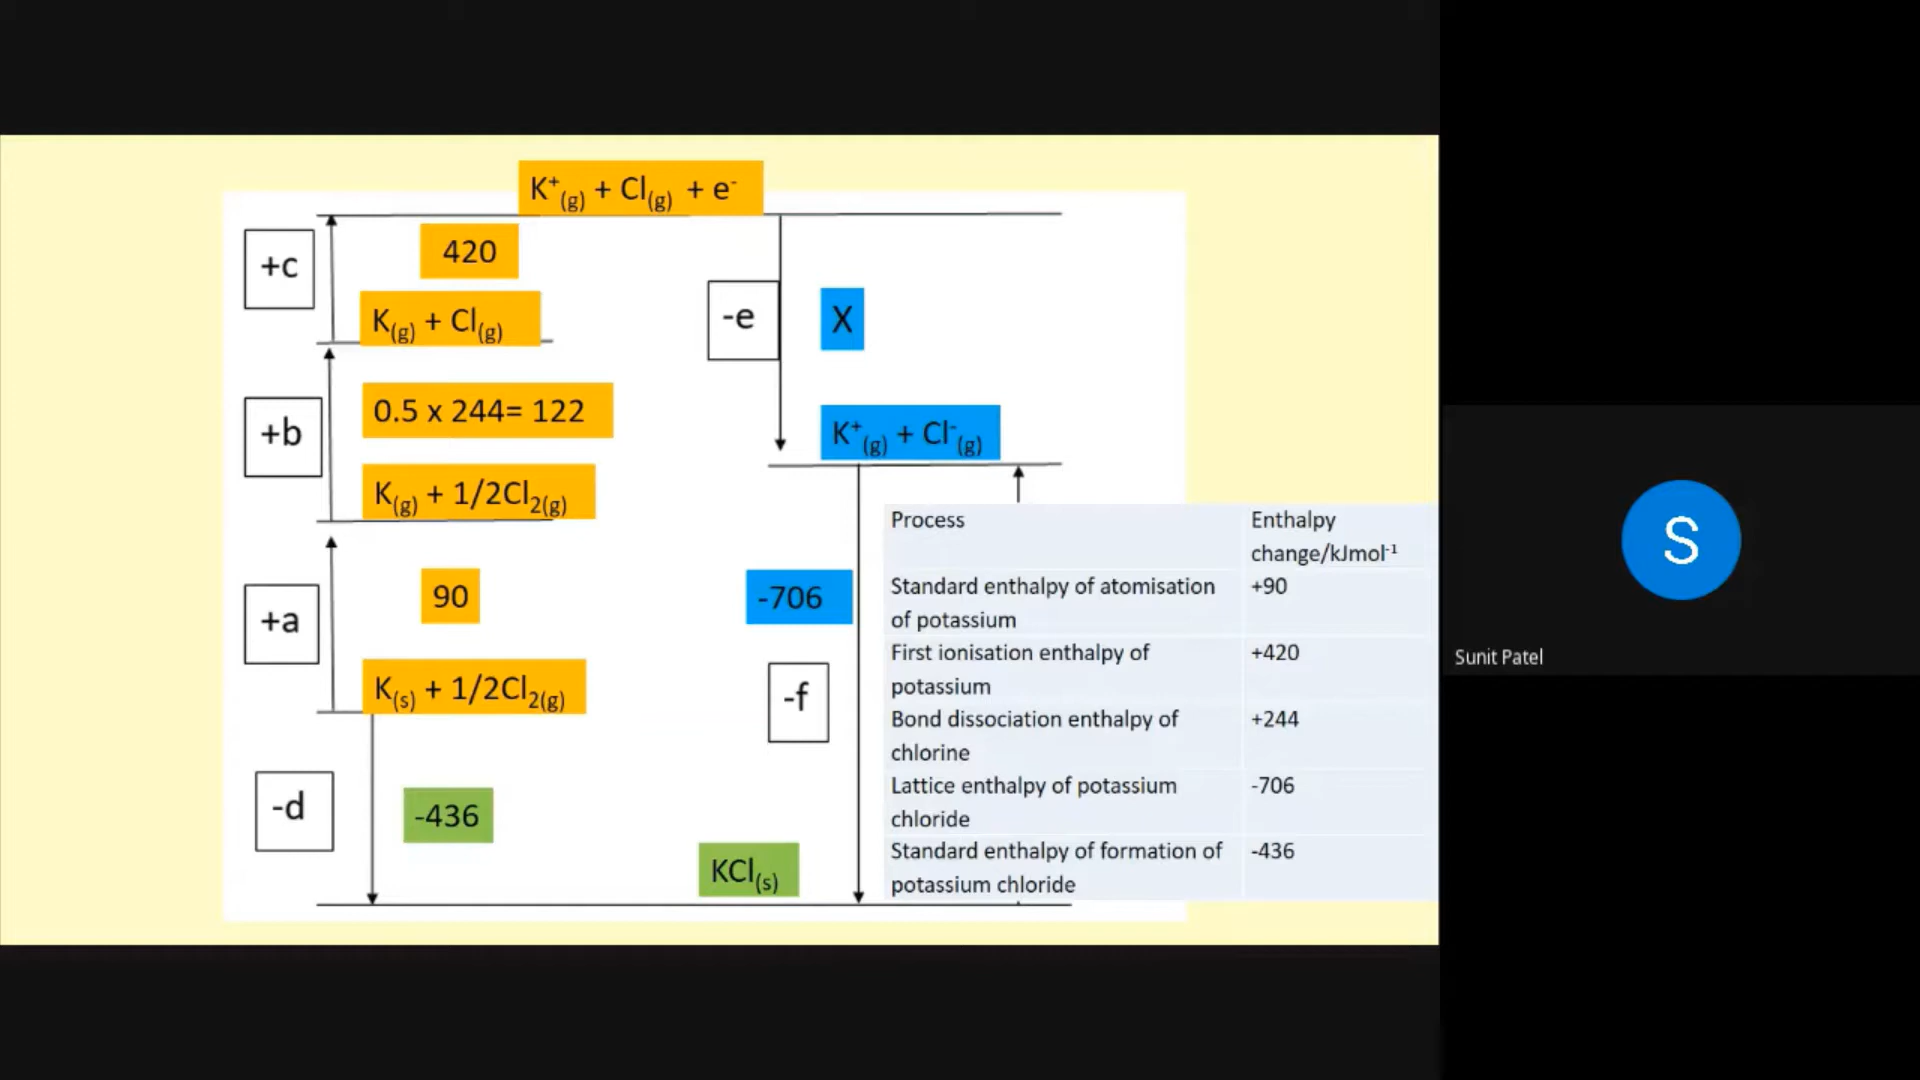 K⁺(g) + Cl(g) + e⁻
+c
420
K(g) + Cl(g)
-e
X
+b
0.5 x 244= 122
K⁺(g) + Cl⁻(g)
K(g) + 1/2Cl₂(g)
+a
90
-706
K(s) + 1/2Cl₂(g)
-f
-d
-436
KCl(s)
Process Enthalpy
change/kJmol⁻¹
Standard enthalpy of atomisation +90
of potassium
First ionisation enthalpy of +420
potassium
Bond dissociation enthalpy of +244
chlorine
Lattice enthalpy of potassium -706
chloride
Standard enthalpy of formation of -436
potassium chloride
S
Sunit Patel